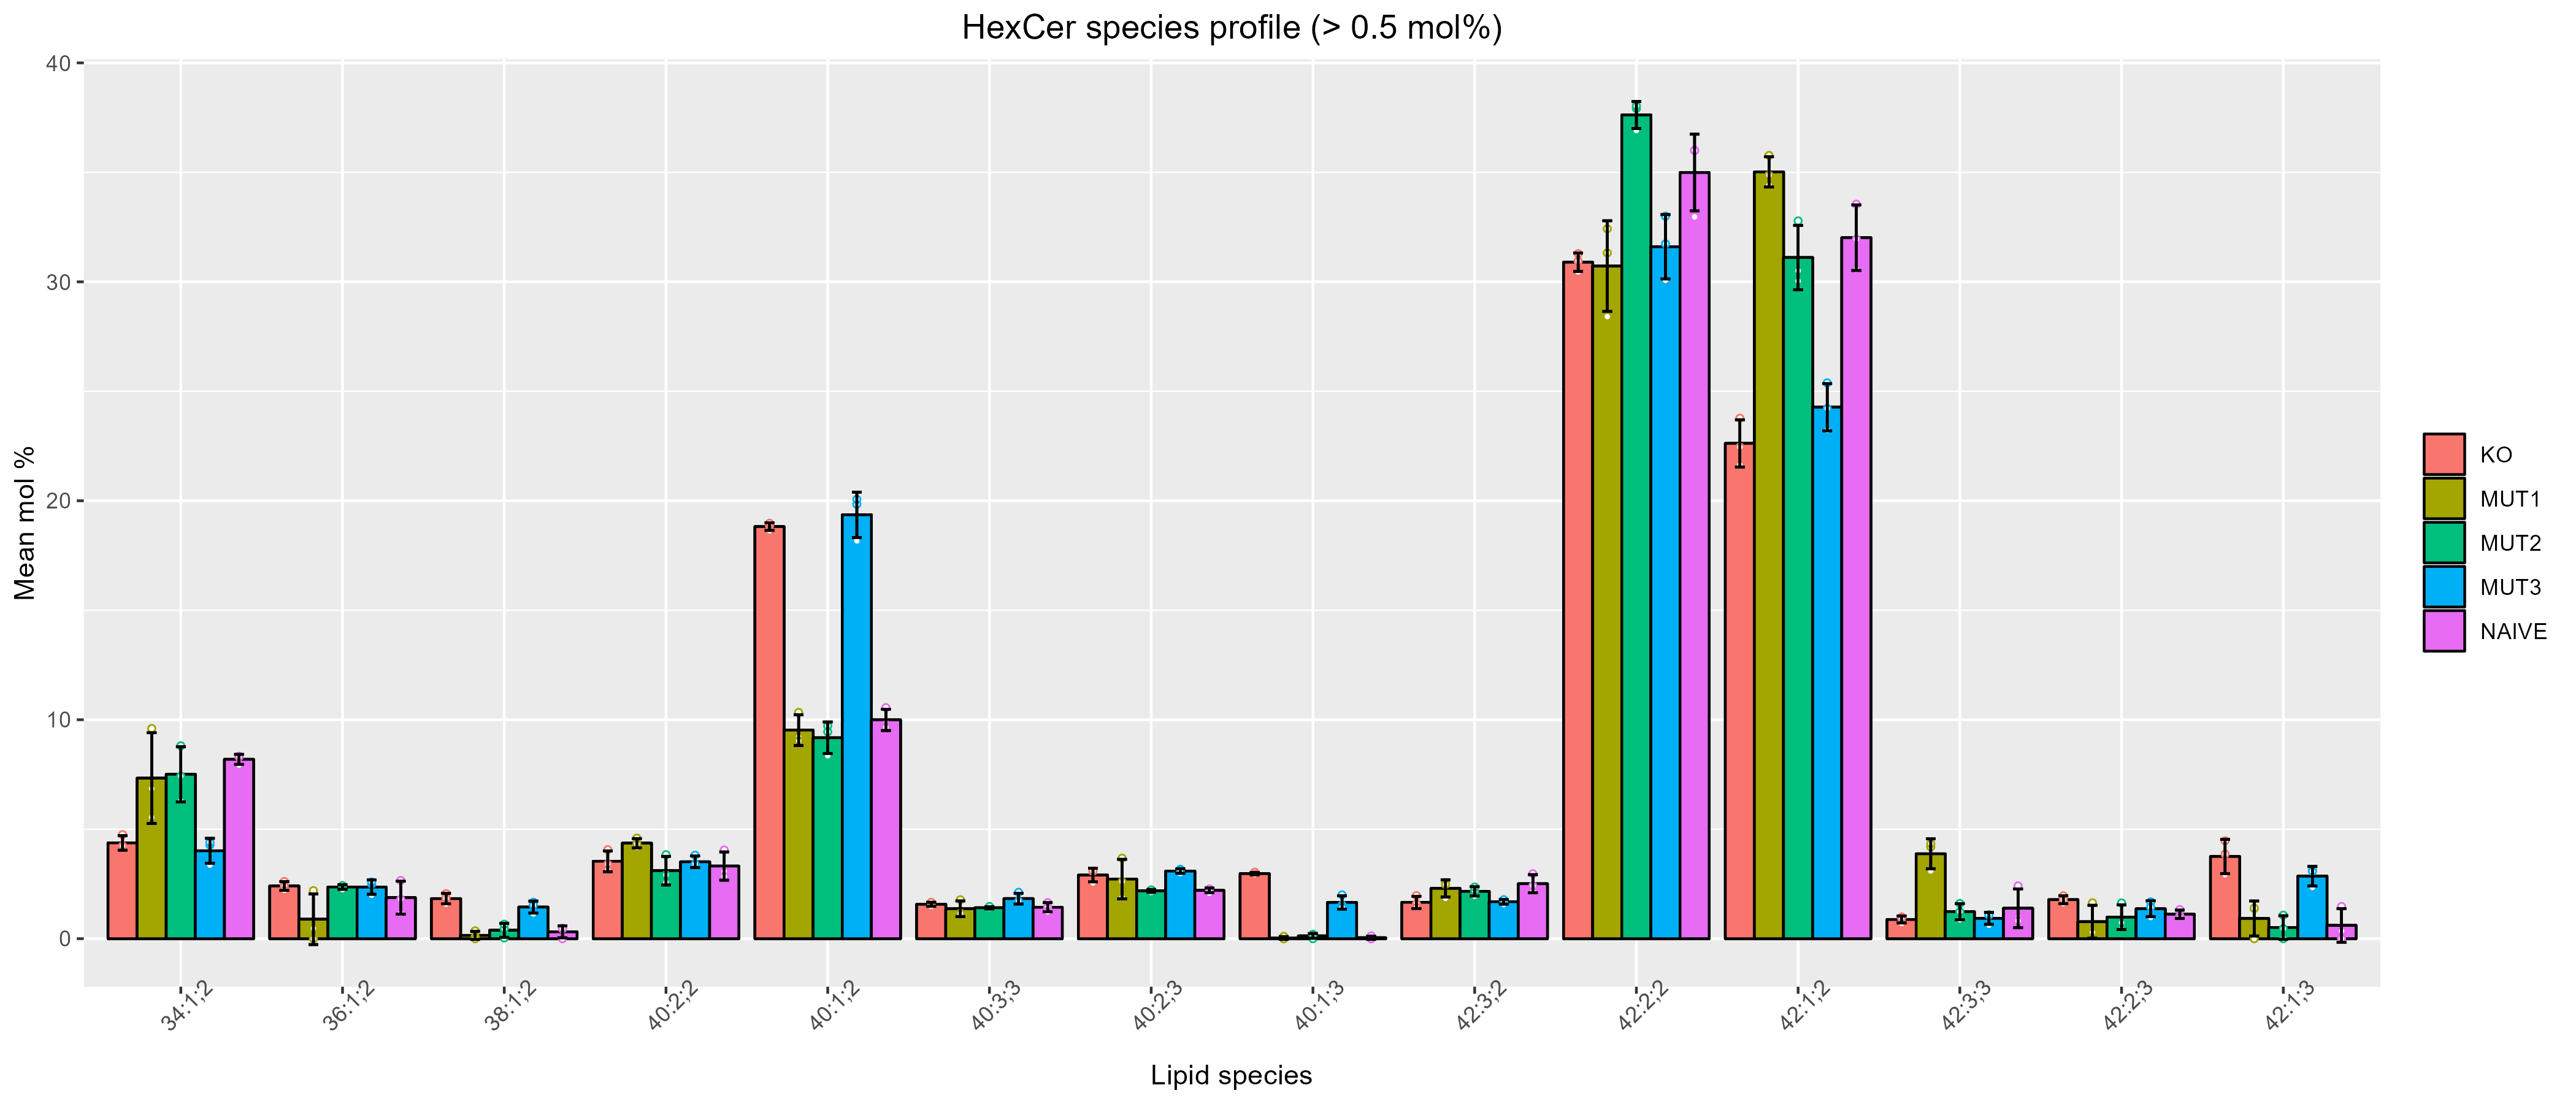 HexCer species profile (> 0.5 mol%)
Mean mol %
40
30
20
10
0
34:1;2
36:1;2
38:1;2
40:2;2
40:1;2
40:3;3
40:2;3
40:1;3
42:3;2
42:2;2
42:1;2
42:3;3
42:2;3
42:1;3
Lipid species
KO
MUT1
MUT2
MUT3
NAIVE